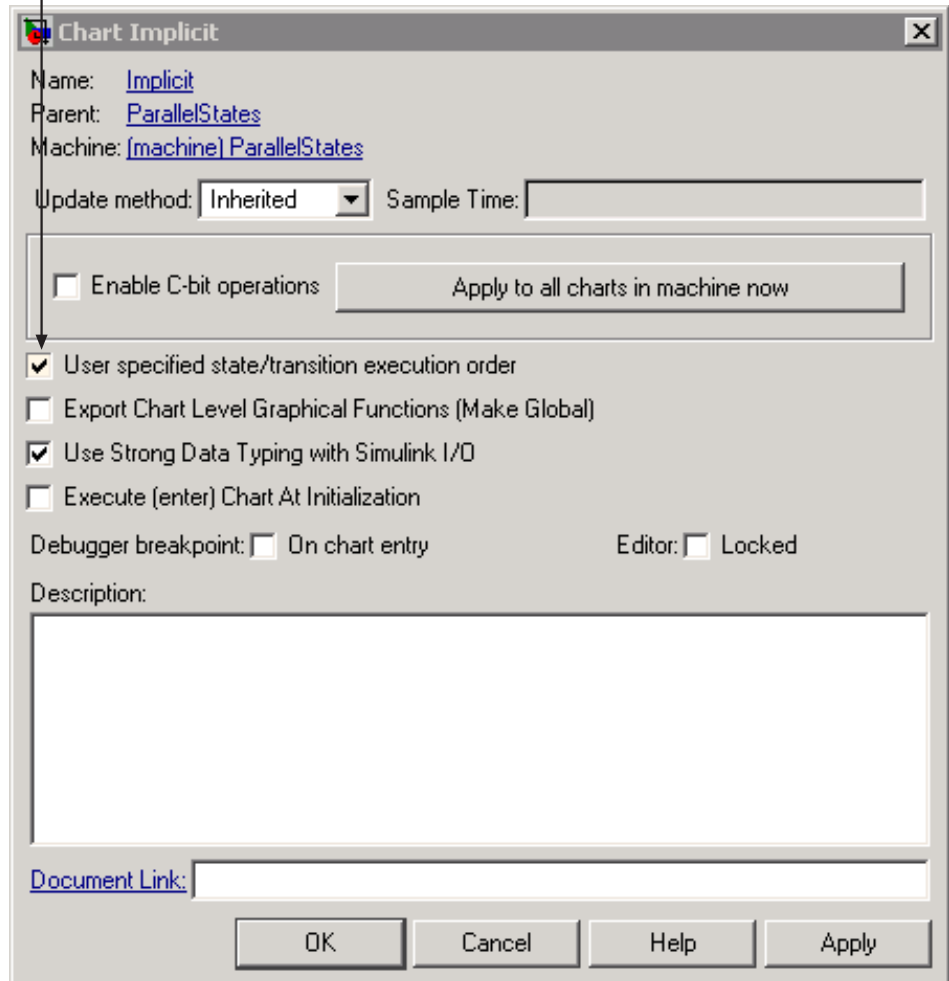 Chart Implicit
Name: Implicit
Parent: ParallelStates
Machine: (machine) ParallelStates
Update method: Inherited Sample Time:
Enable C-bit operations Apply to all charts in machine now
User specified state/transition execution order
Export Chart Level Graphical Functions (Make Global)
Use Strong Data Typing with Simulink I/O
Execute (enter) Chart At Initialization
Debugger breakpoint: On chart entry Editor: Locked
Description:
Document Link:
OK Cancel Help Apply